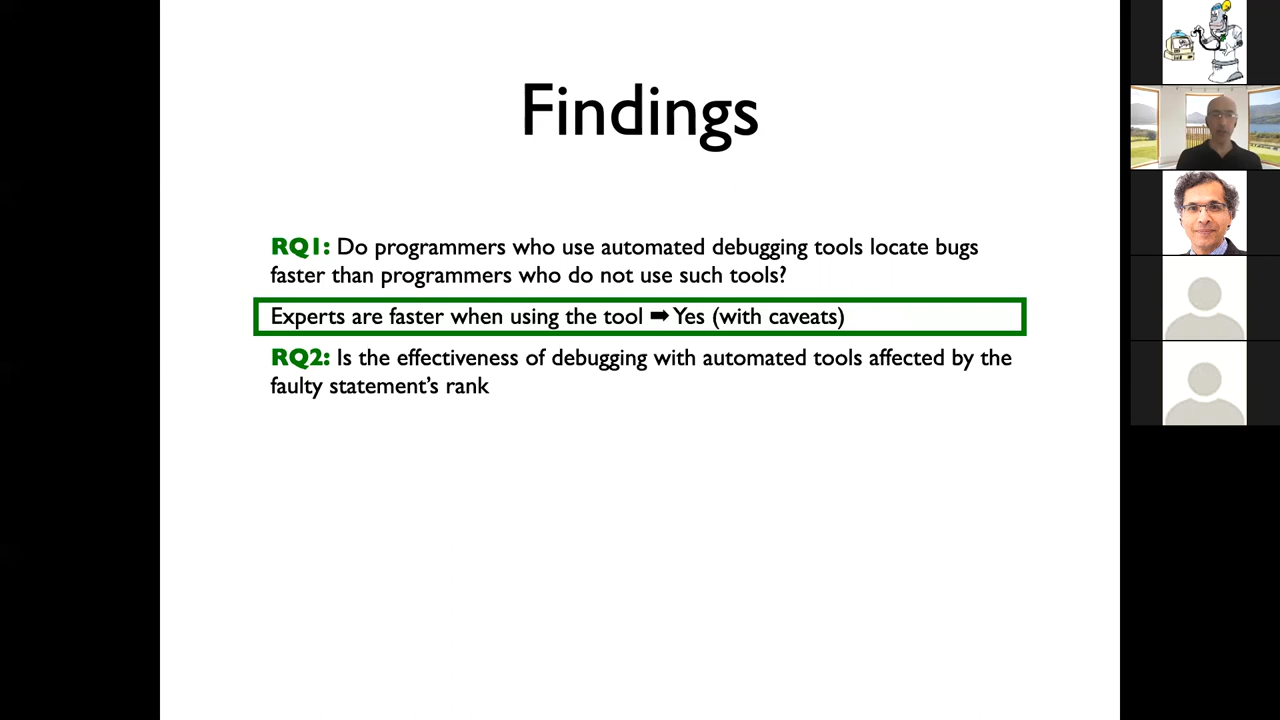 Findings
RQ1: Do programmers who use automated debugging tools locate bugs
faster than programmers who do not use such tools?
Experts are faster when using the tool ➡ Yes (with caveats)
RQ2: Is the effectiveness of debugging with automated tools affected by the
faulty statement’s rank